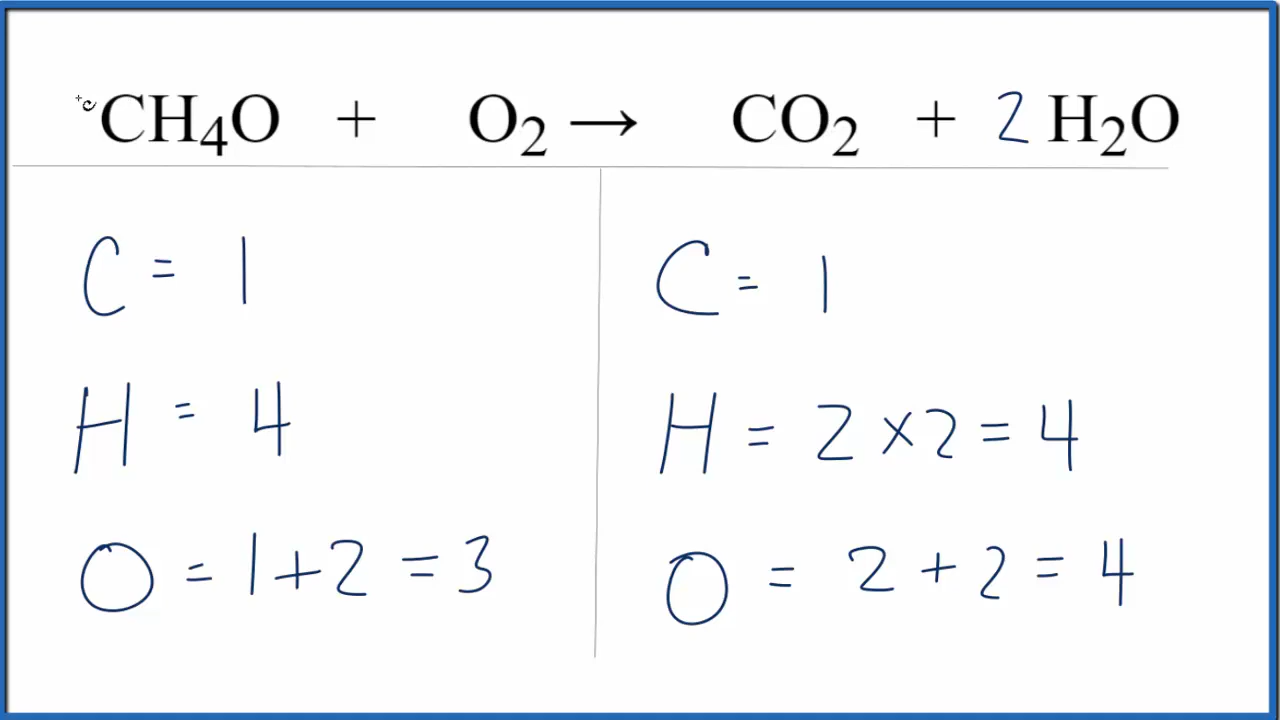 CH₄O + O₂ → CO₂ + 2 H₂O
C = 1
C = 1
H = 4
H = 2 × 2 = 4
O = 1 + 2 = 3
O = 2 + 2 = 4